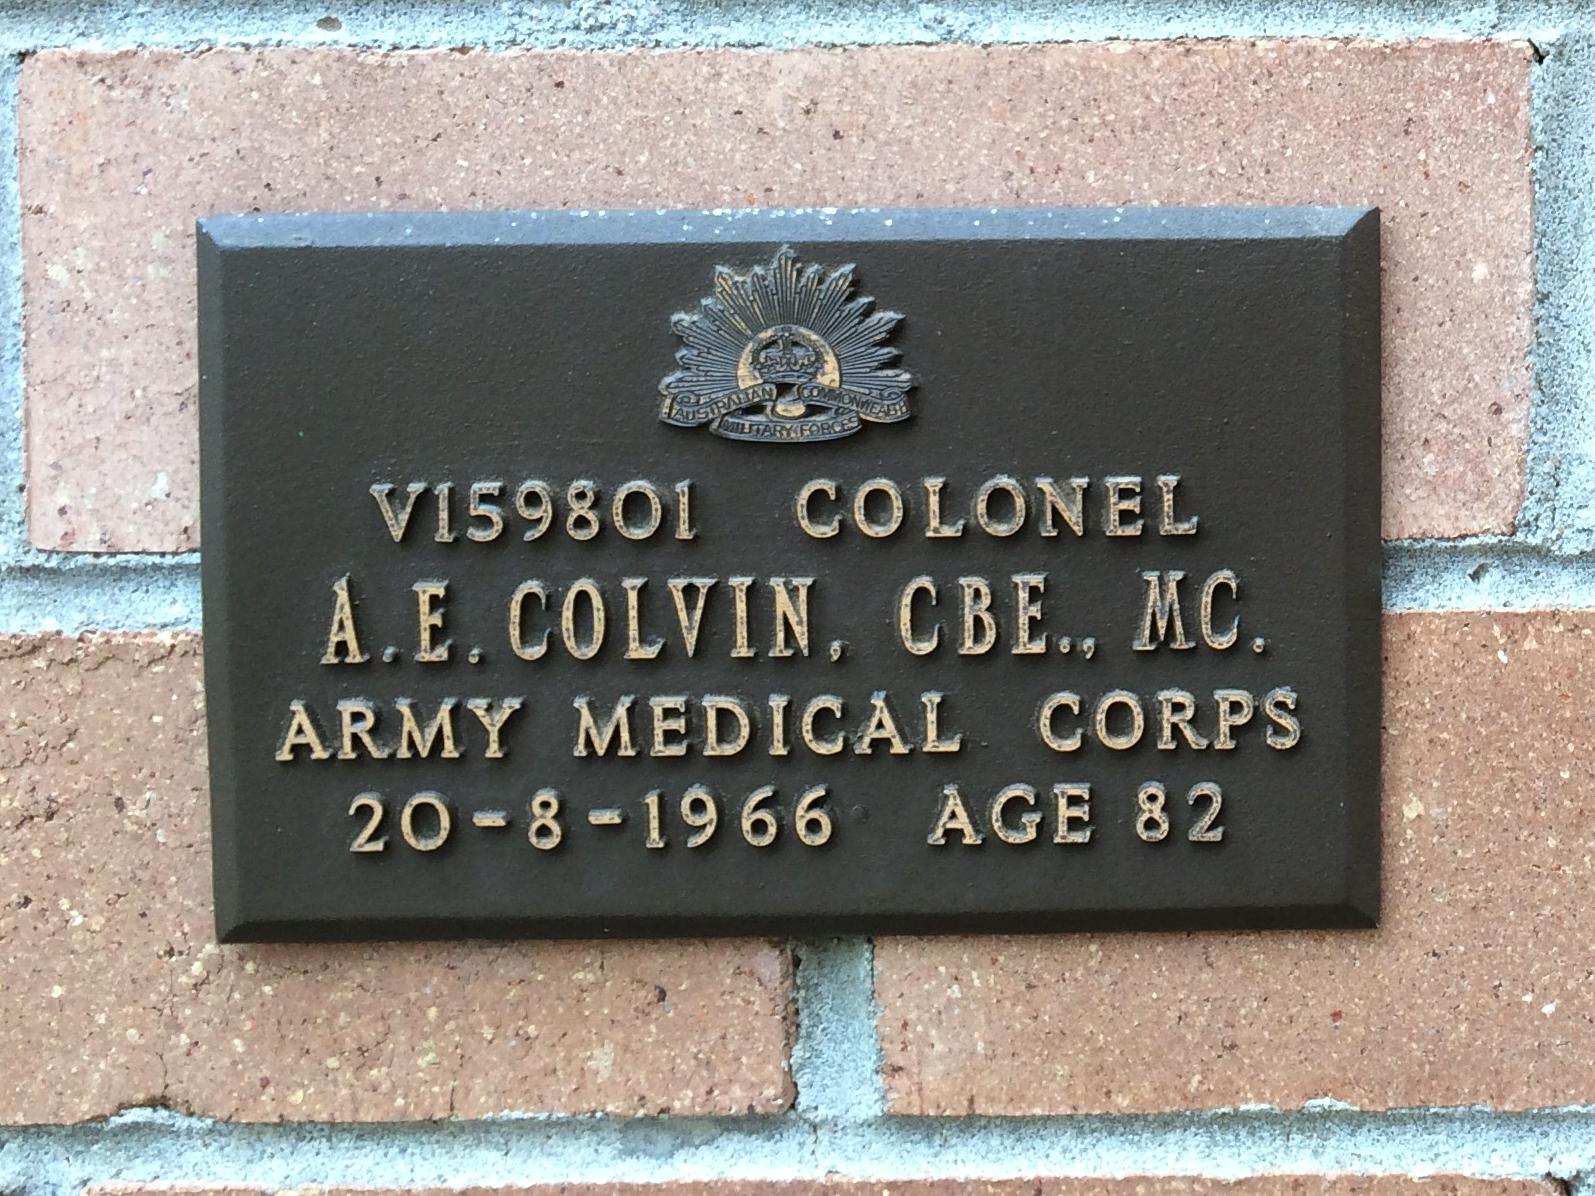 AUSTRALIAN COMMONWEALTH
MILITARY FORCES
V159801 COLONEL
A.E. COLVIN, CBE., MC.
ARMY MEDICAL CORPS
20-8-1966 AGE 82